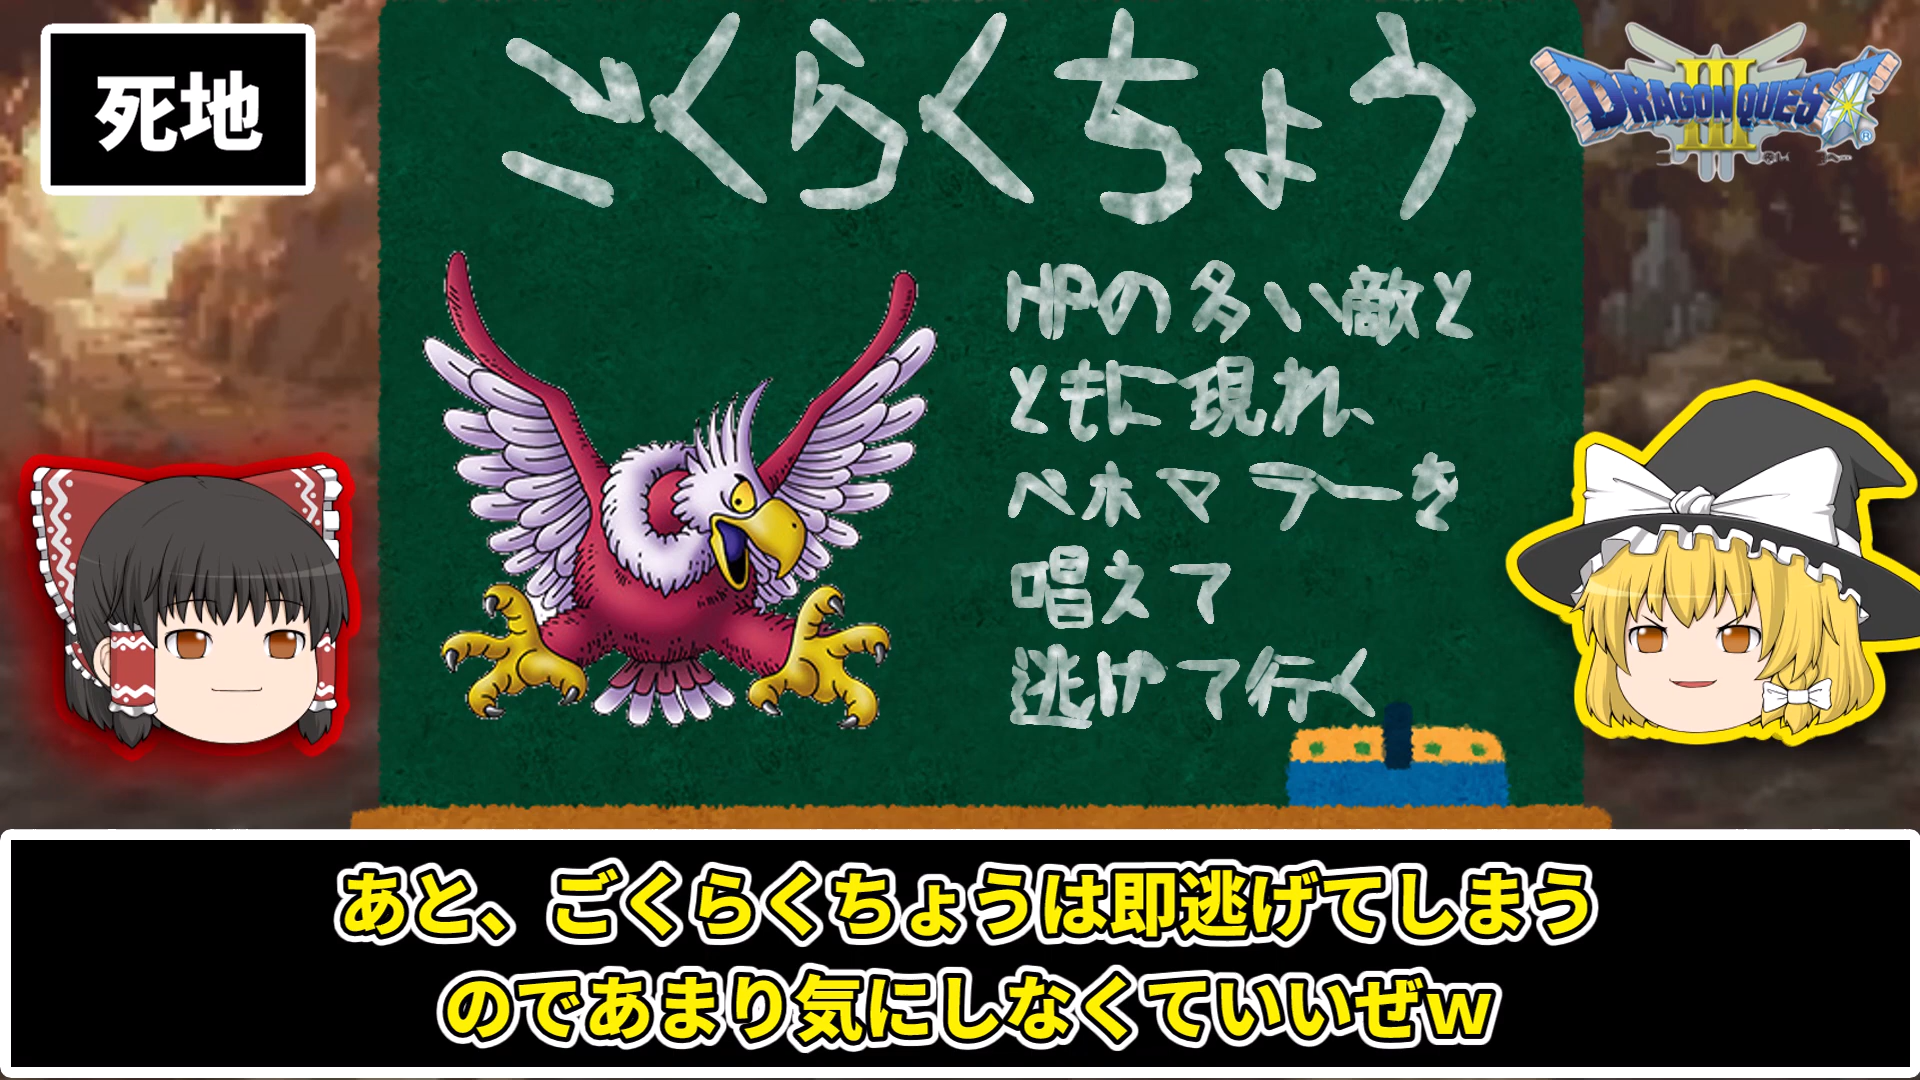 死地
ごくらくちょう
DRAGON QUEST
III
HPの多い敵と
ともに現れ、
ベホマラーを
唱えて
逃げて行く
あと、ごくらくちょうは即逃げてしまう
のであまり気にしなくていいぜw